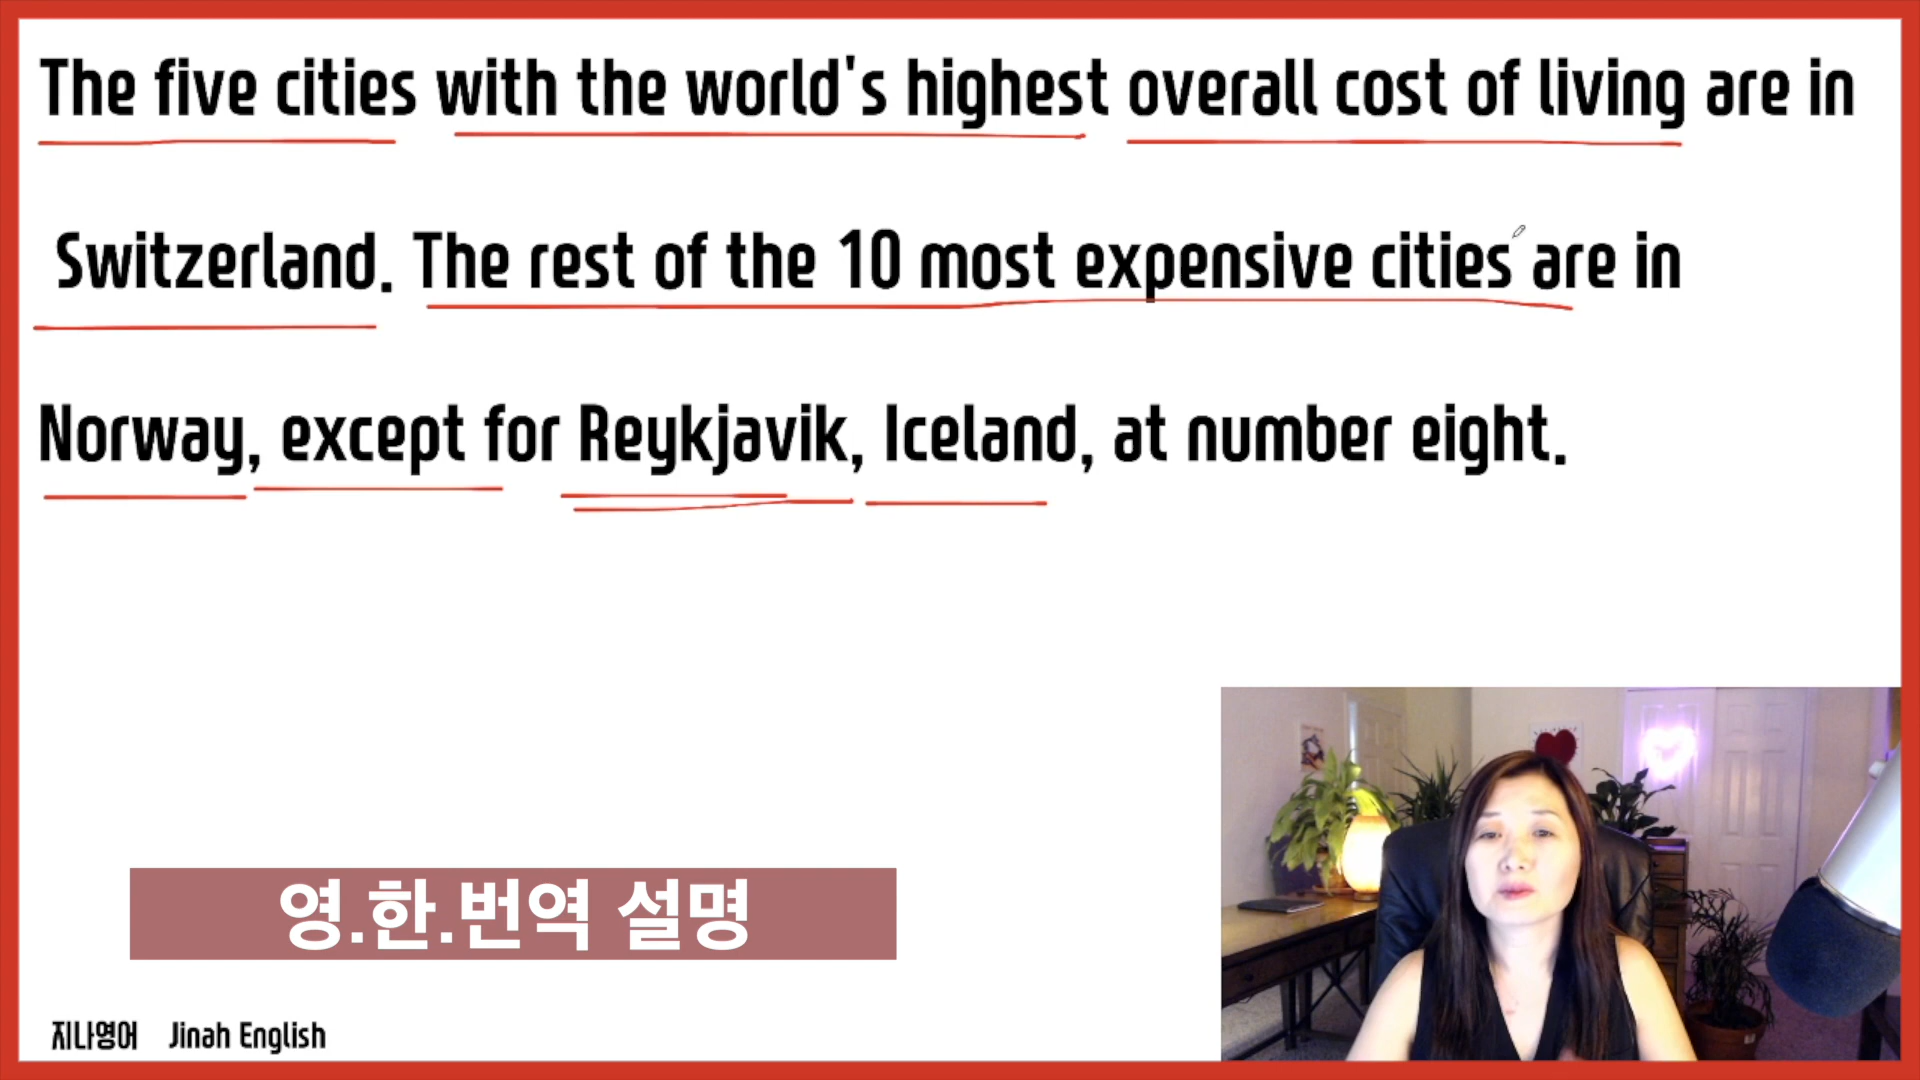 The five cities with the world's highest overall cost of living are in
Switzerland. The rest of the 10 most expensive cities are in
Norway, except for Reykjavik, Iceland, at number eight.
영.한.번역 설명
지나영어 Jinah English